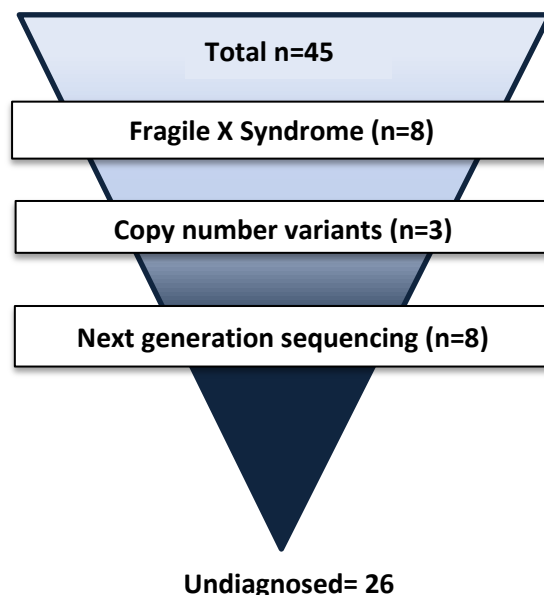 Total n=45
Fragile X Syndrome (n=8)
Copy number variants (n=3)
Next generation sequencing (n=8)
Undiagnosed= 26